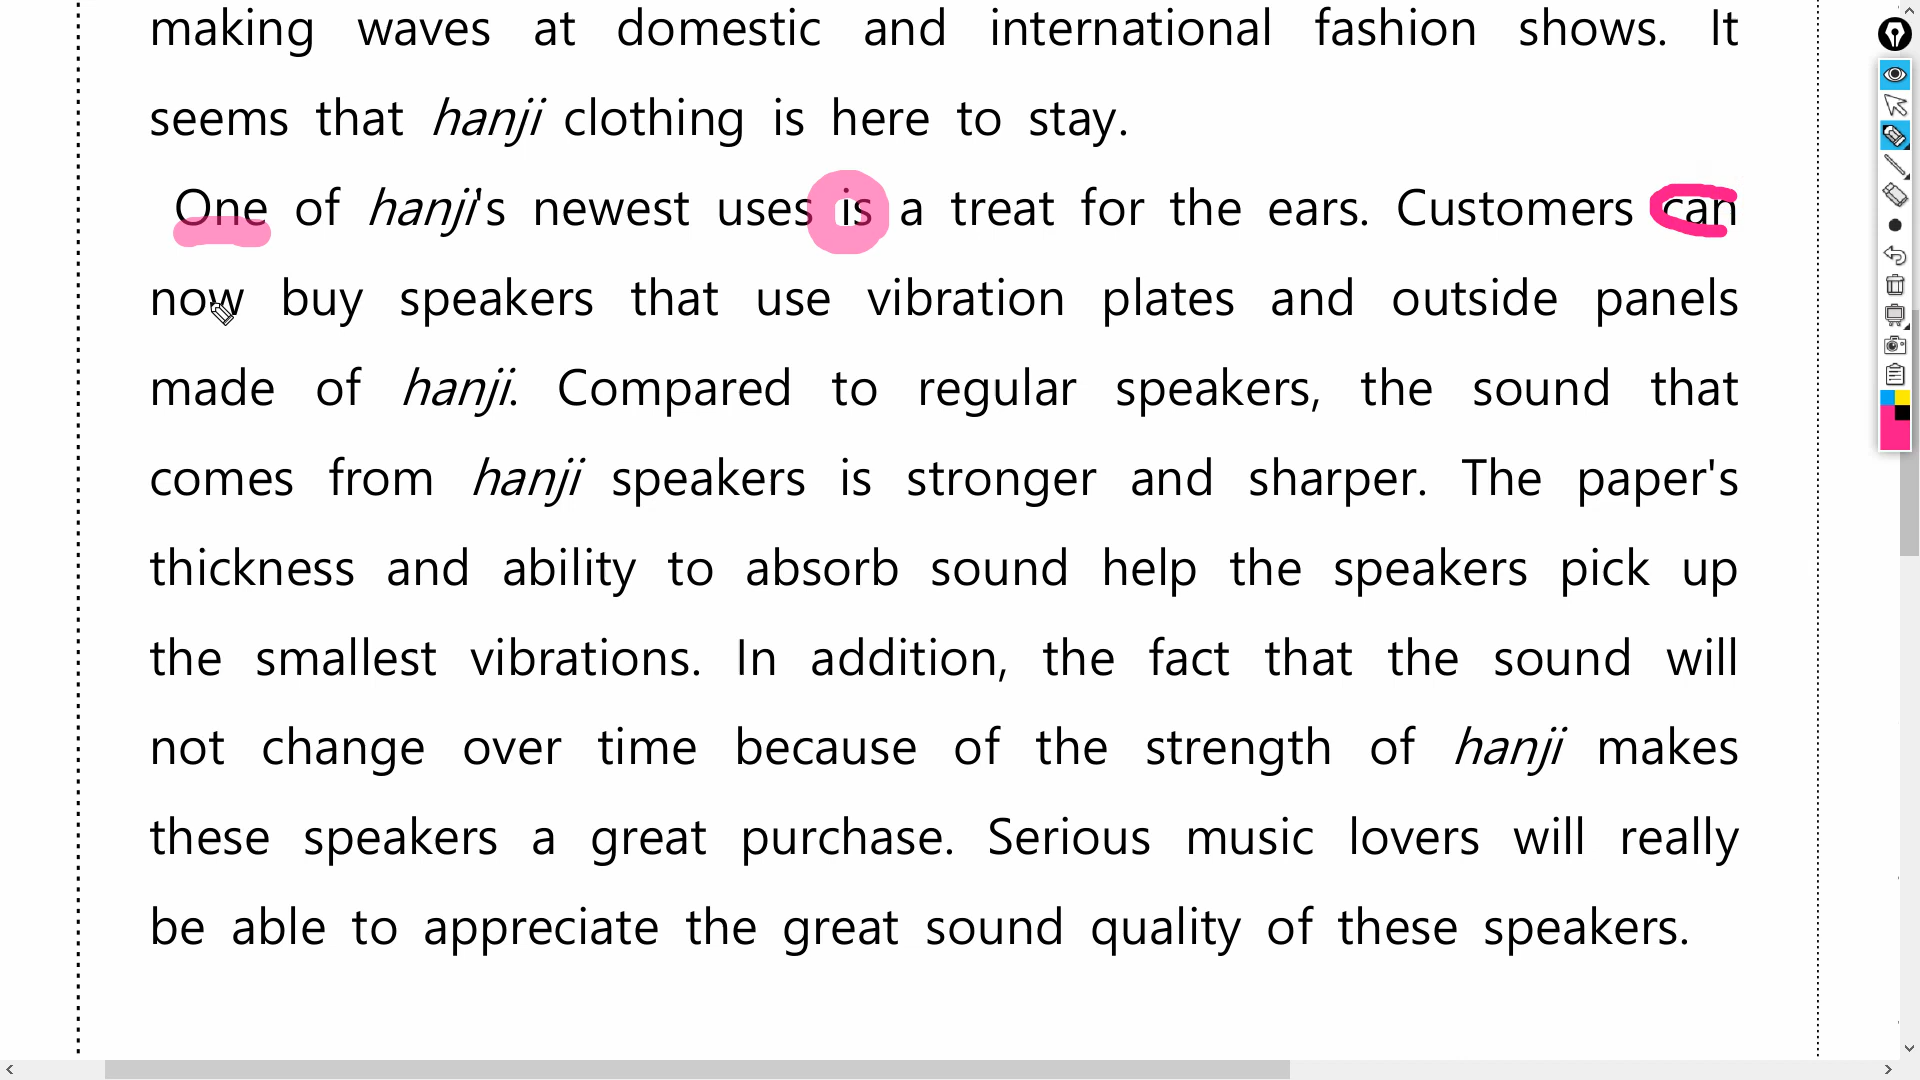 making waves at domestic and international fashion shows. It
seems that hanji clothing is here to stay.
One of hanji's newest uses is a treat for the ears. Customers can
now buy speakers that use vibration plates and outside panels
made of hanji. Compared to regular speakers, the sound that
comes from hanji speakers is stronger and sharper. The paper's
thickness and ability to absorb sound help the speakers pick up
the smallest vibrations. In addition, the fact that the sound will
not change over time because of the strength of hanji makes
these speakers a great purchase. Serious music lovers will really
be able to appreciate the great sound quality of these speakers.